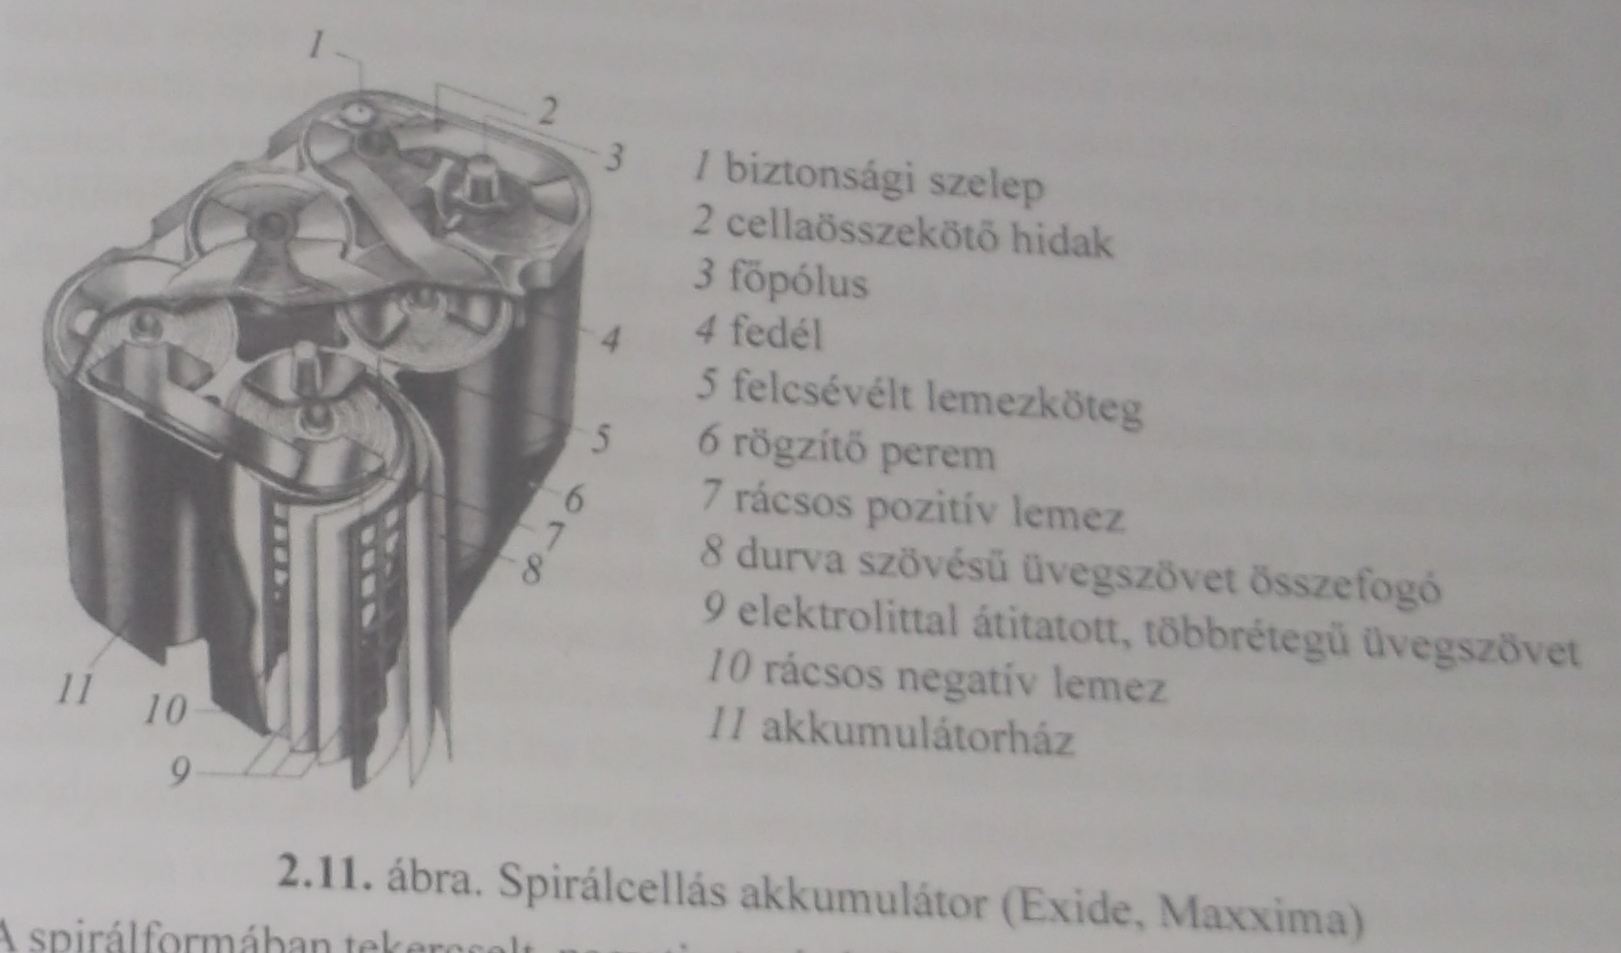 1
2
3
4
5
6
7
8
11
10
9
1 biztonsági szelep
2 cellaösszekötő hidak
3 főpólus
4 fedél
5 felcsévélt lemezköteg
6 rögzítő perem
7 rácsos pozitív lemez
8 durva szövésű üvegszövet összefogó
9 elektrolittal átitatott, többrétegű üvegszövet
10 rácsos negatív lemez
11 akkumulátorház
2.11. ábra. Spirálcellás akkumulátor (Exide, Maxxima)
A spirálformában tekercselt